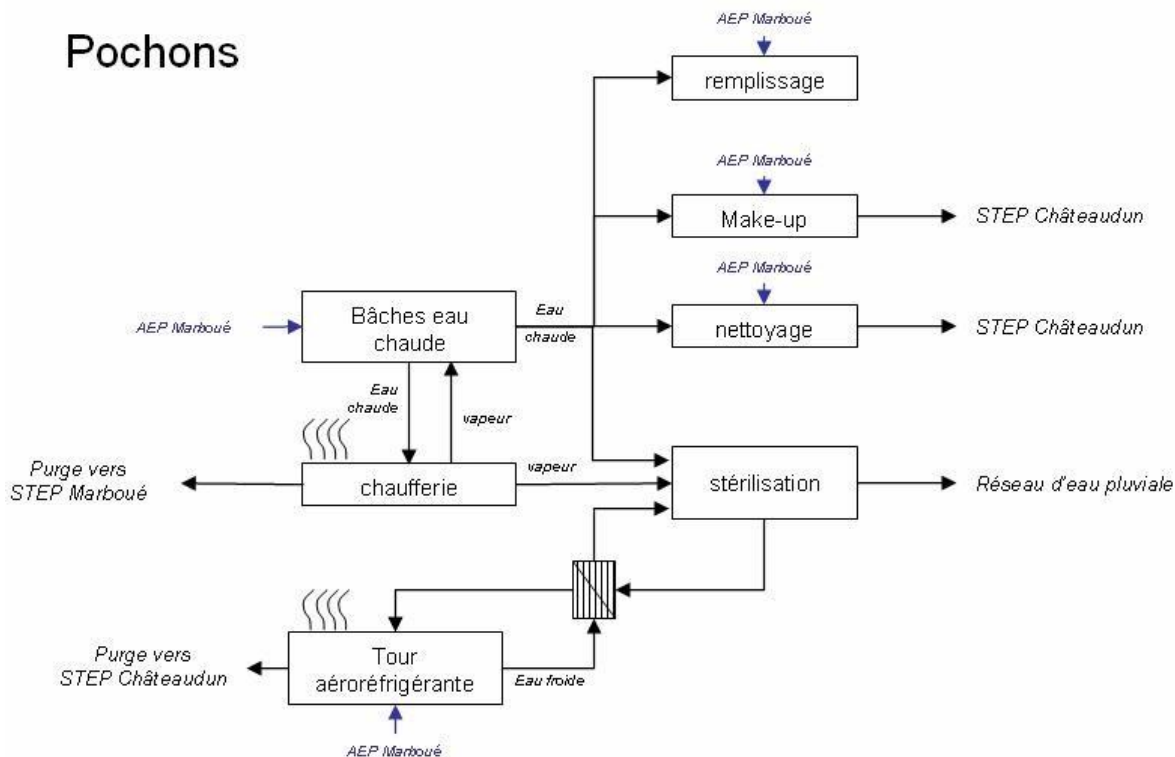 Pochons
AEP Marboué
remplissage
AEP Marboué
Make-up
STEP Châteaudun
AEP Marboué
nettoyage
STEP Châteaudun
AEP Marboué
Bâches eau
chaude
Eau
chaude
Eau
chaude
vapeur
Purge vers
STEP Marboué
chaufferie
vapeur
stérilisation
Réseau d'eau pluviale
Purge vers
STEP Châteaudun
Tour
aéroréfrigérante
Eau froide
AEP Marboué